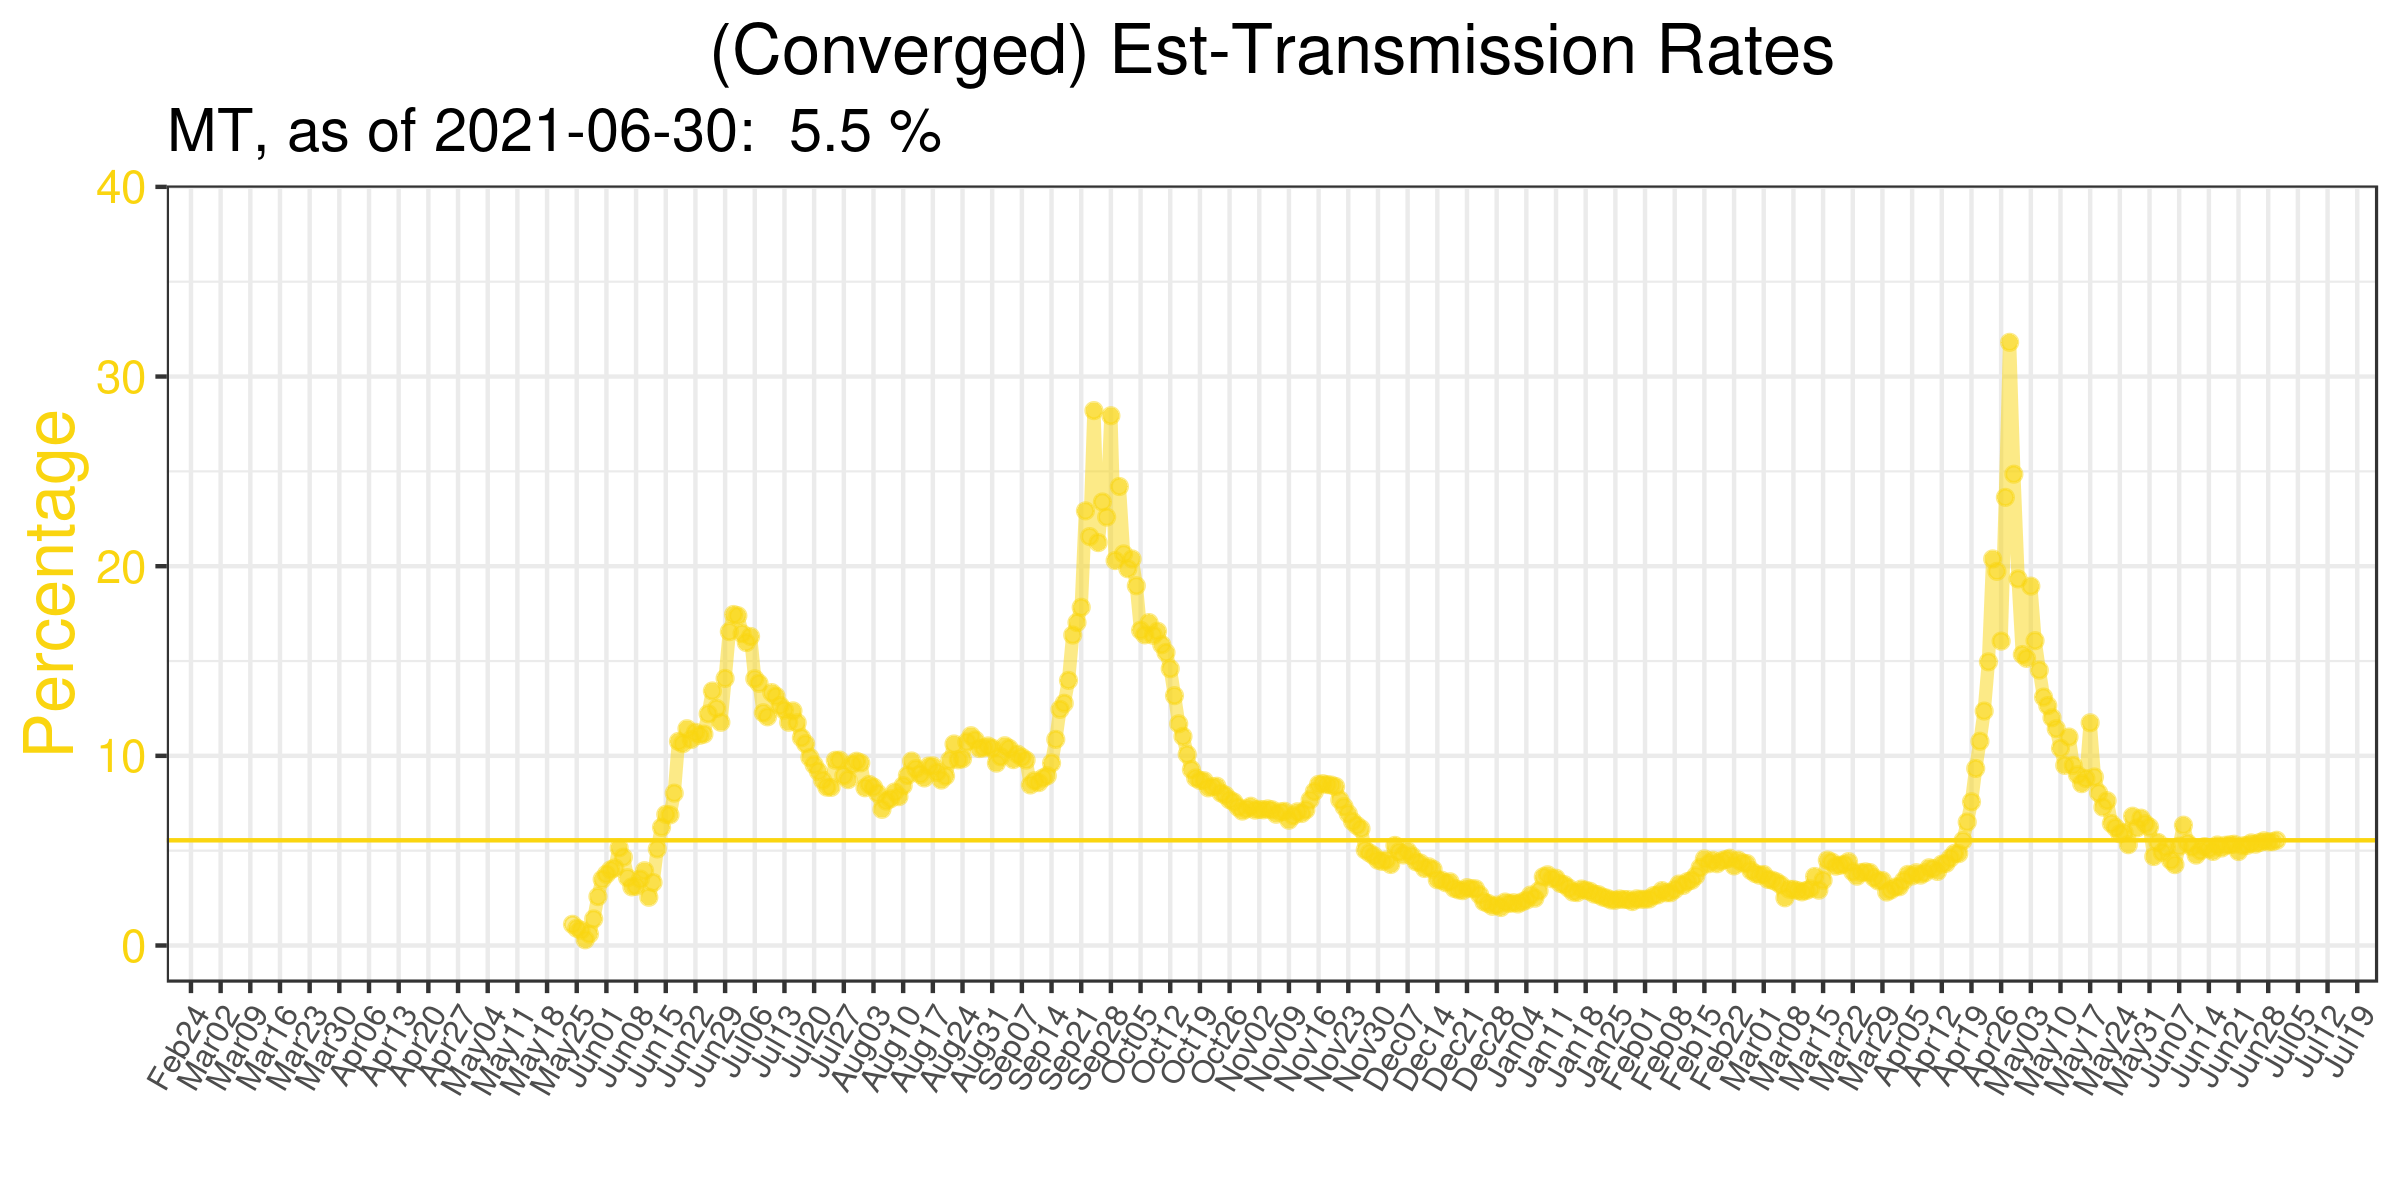 (Converged) Est-Transmission Rates
MT, as of 2021-06-30:  5.5 %
Percentage
40
30
20
10
0
Feb24
Mar02
Mar09
Mar16
Mar23
Mar30
Apr06
Apr13
Apr20
Apr27
May04
May11
May18
May25
Jun01
Jun08
Jun15
Jun22
Jun29
Jul06
Jul13
Jul20
Jul27
Aug03
Aug10
Aug17
Aug24
Aug31
Sep07
Sep14
Sep21
Sep28
Oct05
Oct12
Oct19
Oct26
Nov02
Nov09
Nov16
Nov23
Nov30
Dec07
Dec14
Dec21
Dec28
Jan04
Jan11
Jan18
Jan25
Feb01
Feb08
Feb15
Feb22
Mar01
Mar08
Mar15
Mar22
Mar29
Apr05
Apr12
Apr19
Apr26
May03
May10
May17
May24
May31
Jun07
Jun14
Jun21
Jun28
Jul05
Jul12
Jul19